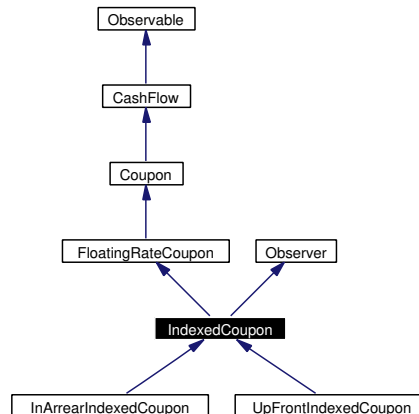 Observable
CashFlow
Coupon
FloatingRateCoupon
Observer
IndexedCoupon
InArrearIndexedCoupon
UpFrontIndexedCoupon